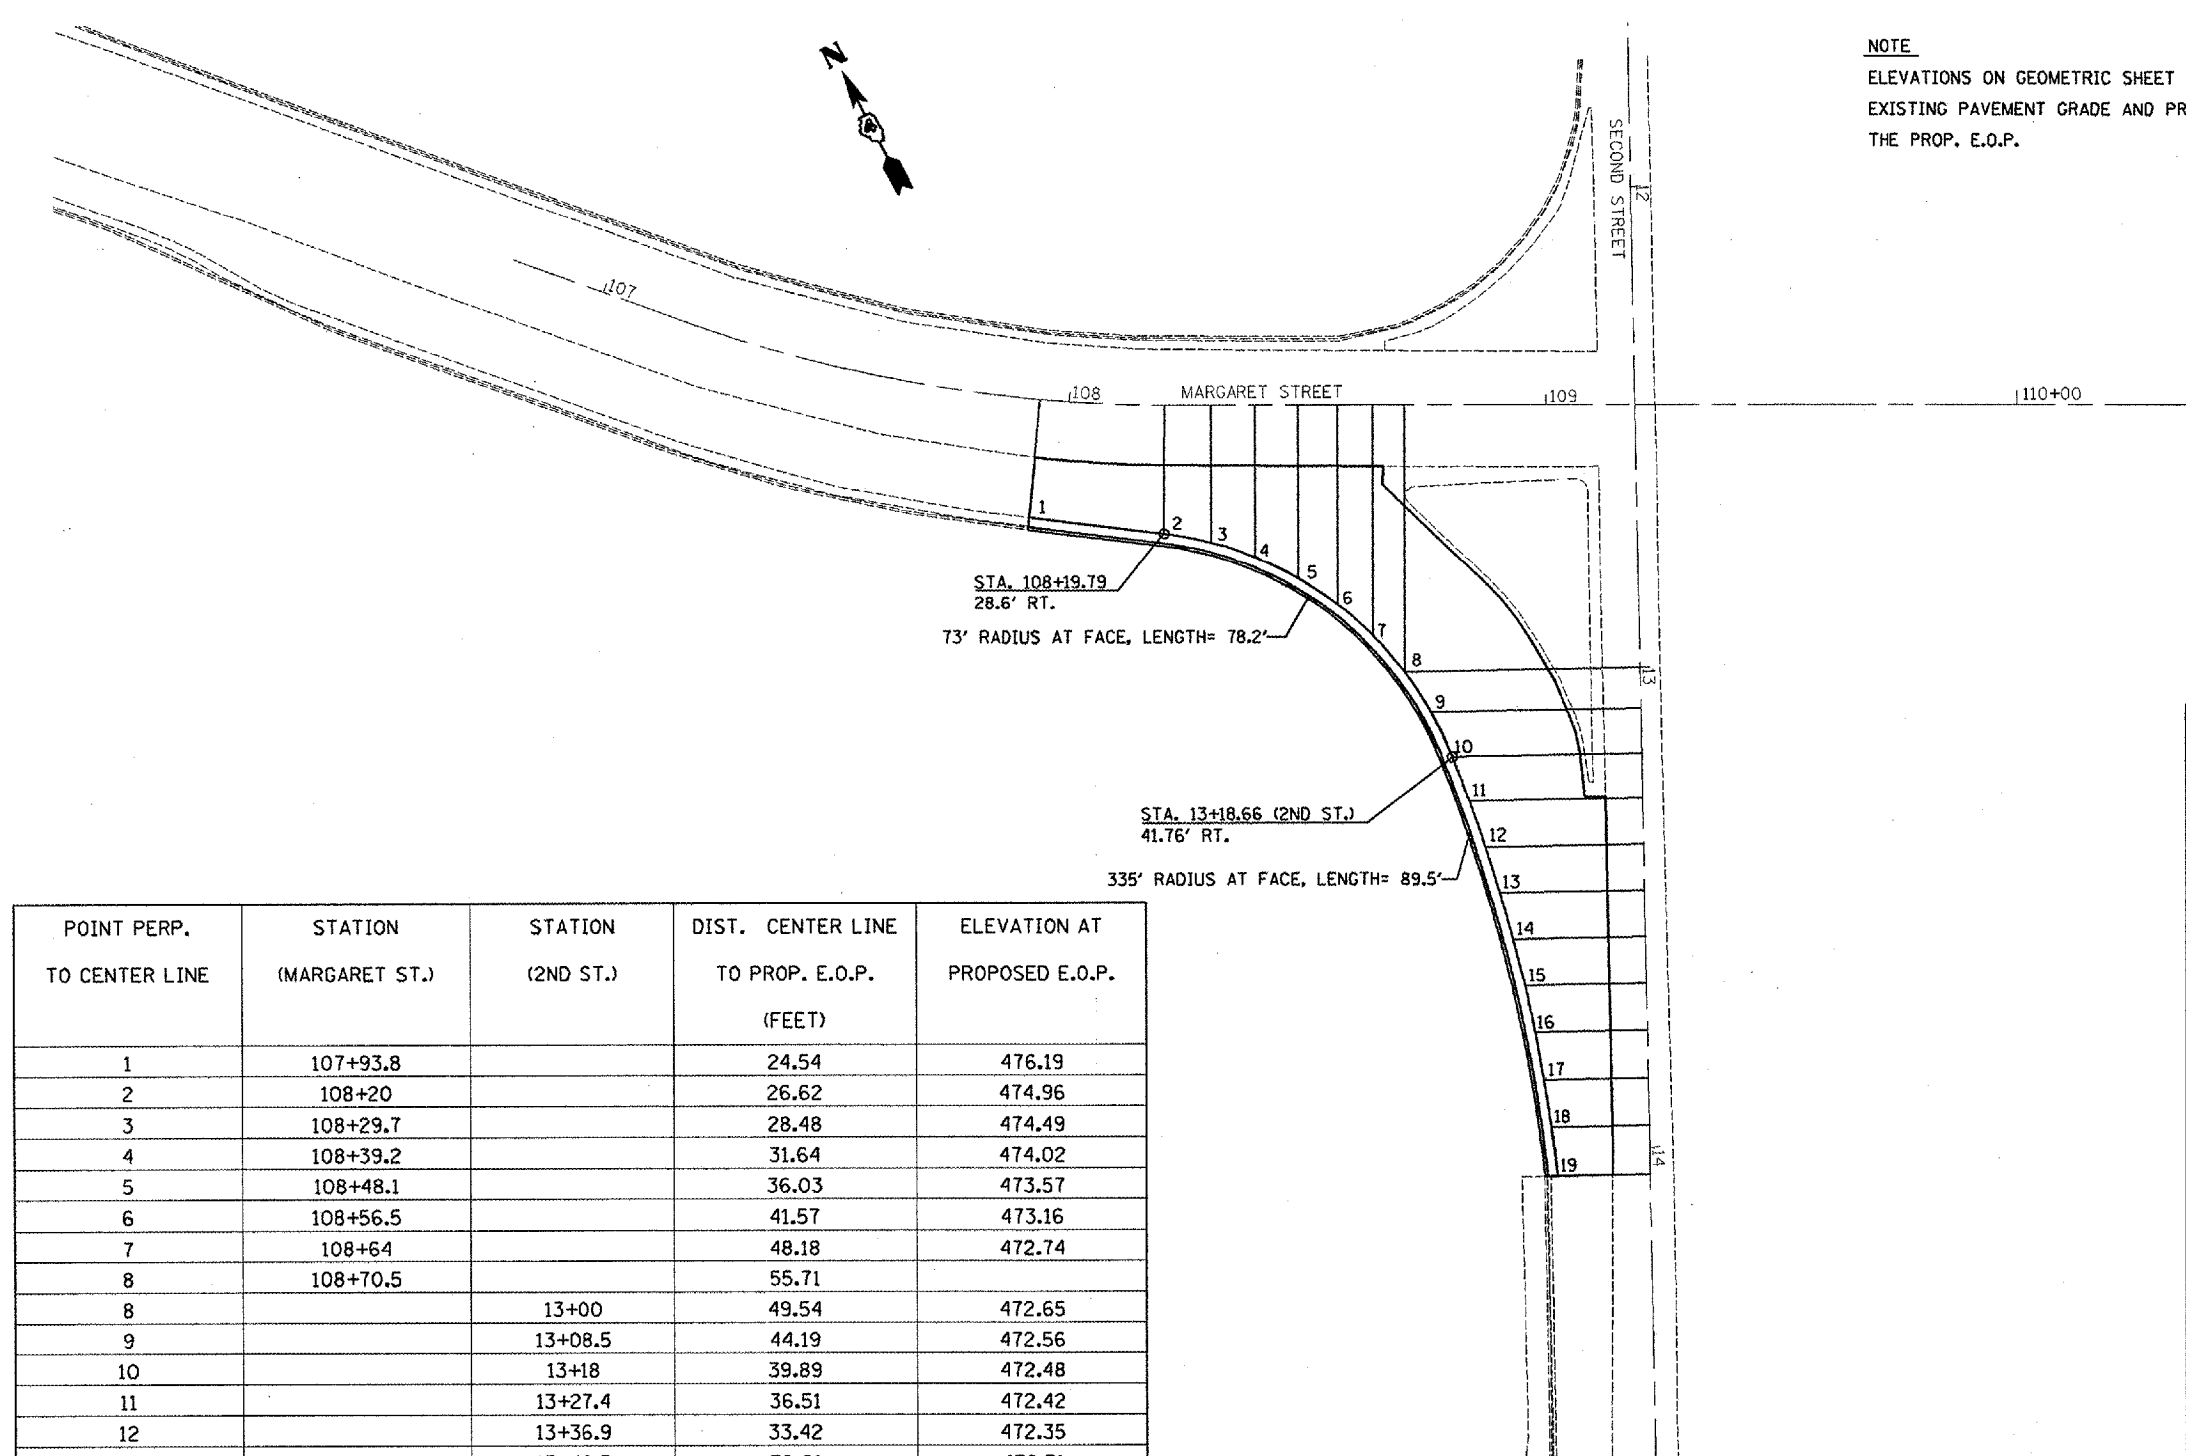 N
NOTE
ELEVATIONS ON GEOMETRIC SHEET
EXISTING PAVEMENT GRADE AND PR
THE PROP. E.O.P.
SECOND STREET
12
107
108
MARGARET STREET
109
110+00
1
2
3
4
5
6
7
8
9
10
11
12
13
14
15
16
17
18
19
13
14
STA. 108+19.79
28.6' RT.
73' RADIUS AT FACE, LENGTH= 78.2'
STA. 13+18.66 (2ND ST.)
41.76' RT.
335' RADIUS AT FACE, LENGTH= 89.5'
POINT PERP. TO CENTER LINE | STATION (MARGARET ST.) | STATION (2ND ST.) | DIST. CENTER LINE TO PROP. E.O.P. (FEET) | ELEVATION AT PROPOSED E.O.P.
1 107+93.8 24.54 476.19
2 108+20 26.62 474.96
3 108+29.7 28.48 474.49
4 108+39.2 31.64 474.02
5 108+48.1 36.03 473.57
6 108+56.5 41.57 473.16
7 108+64 48.18 472.74
8 108+70.5 55.71
8 13+00 49.54 472.65
9 13+08.5 44.19 472.56
10 13+18 39.89 472.48
11 13+27.4 36.51 472.42
12 13+36.9 33.42 472.35